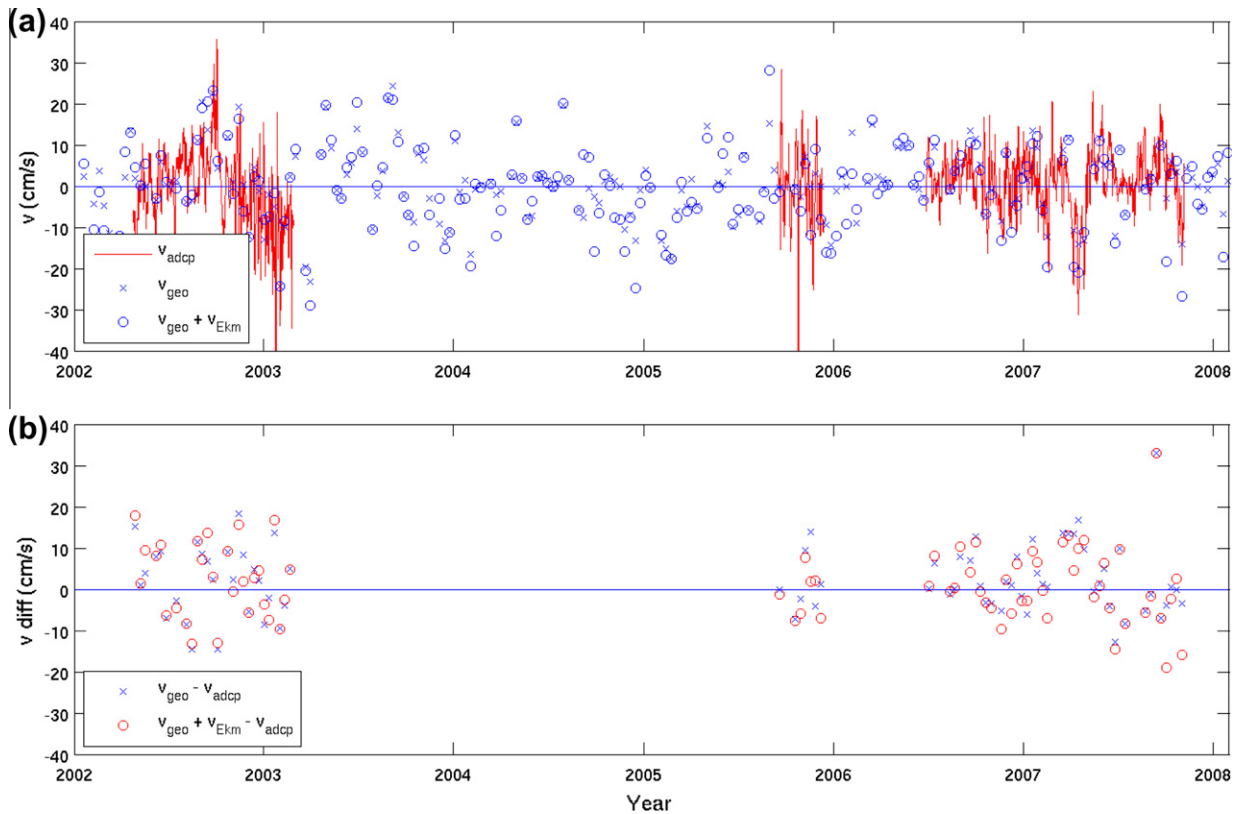 (a)
40
30
20
10
0
-10
-20
-30
-40
v (cm/s)
v_adcp
v_geo
v_geo + v_Ekm
2002 2003 2004 2005 2006 2007 2008
(b)
40
30
20
10
0
-10
-20
-30
-40
v diff (cm/s)
v_geo - v_adcp
v_geo + v_Ekm - v_adcp
2002 2003 2004 2005 2006 2007 2008
Year